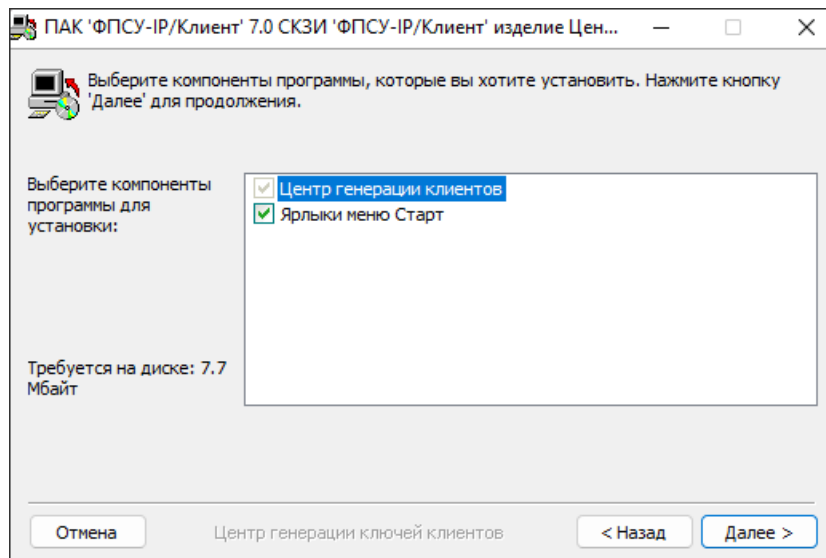 ПАК 'ФПСУ-IP/Клиент' 7.0 СКЗИ 'ФПСУ-IP/Клиент' изделие Цен...
Выберите компоненты программы, которые вы хотите установить. Нажмите кнопку
'Далее' для продолжения.
Выберите компоненты
программы для
установки:
Центр генерации клиентов
Ярлыки меню Старт
Требуется на диске: 7.7
Мбайт
Отмена
Центр генерации ключей клиентов
< Назад
Далее >